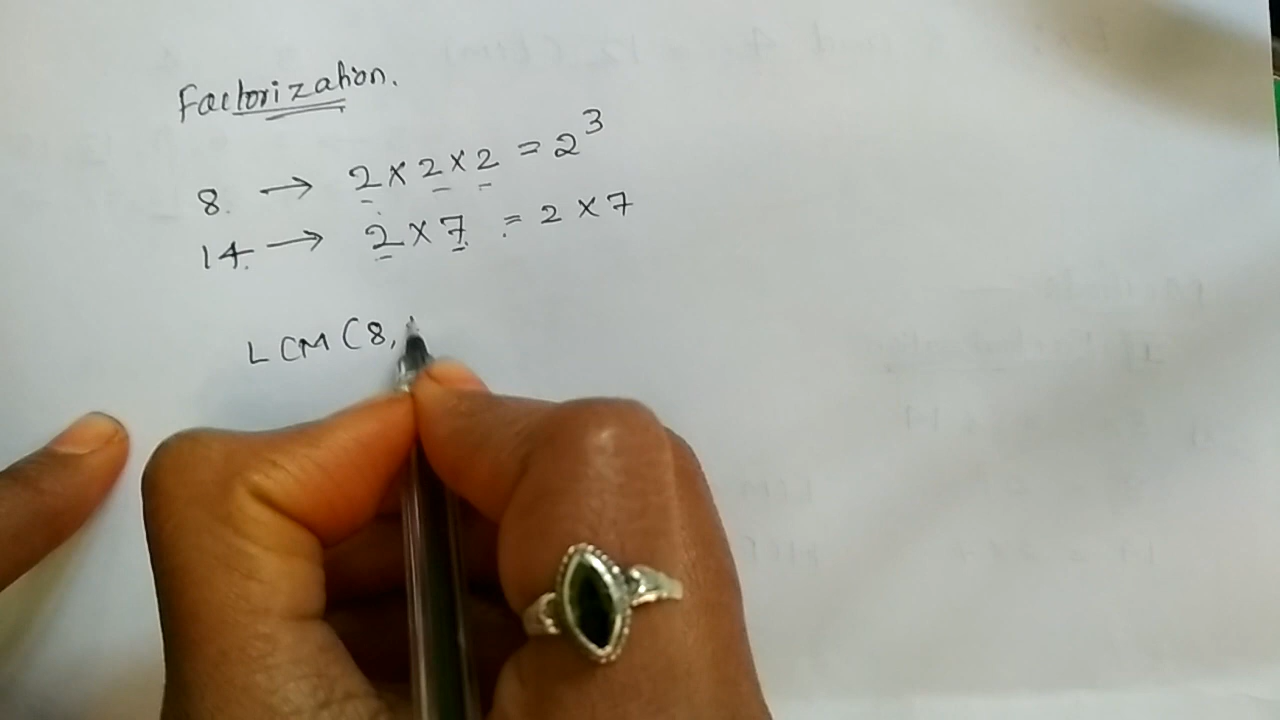 Factorization.
8. → 2 × 2 × 2 = 2³
14. → 2 × 7 = 2 × 7
LCM (8,